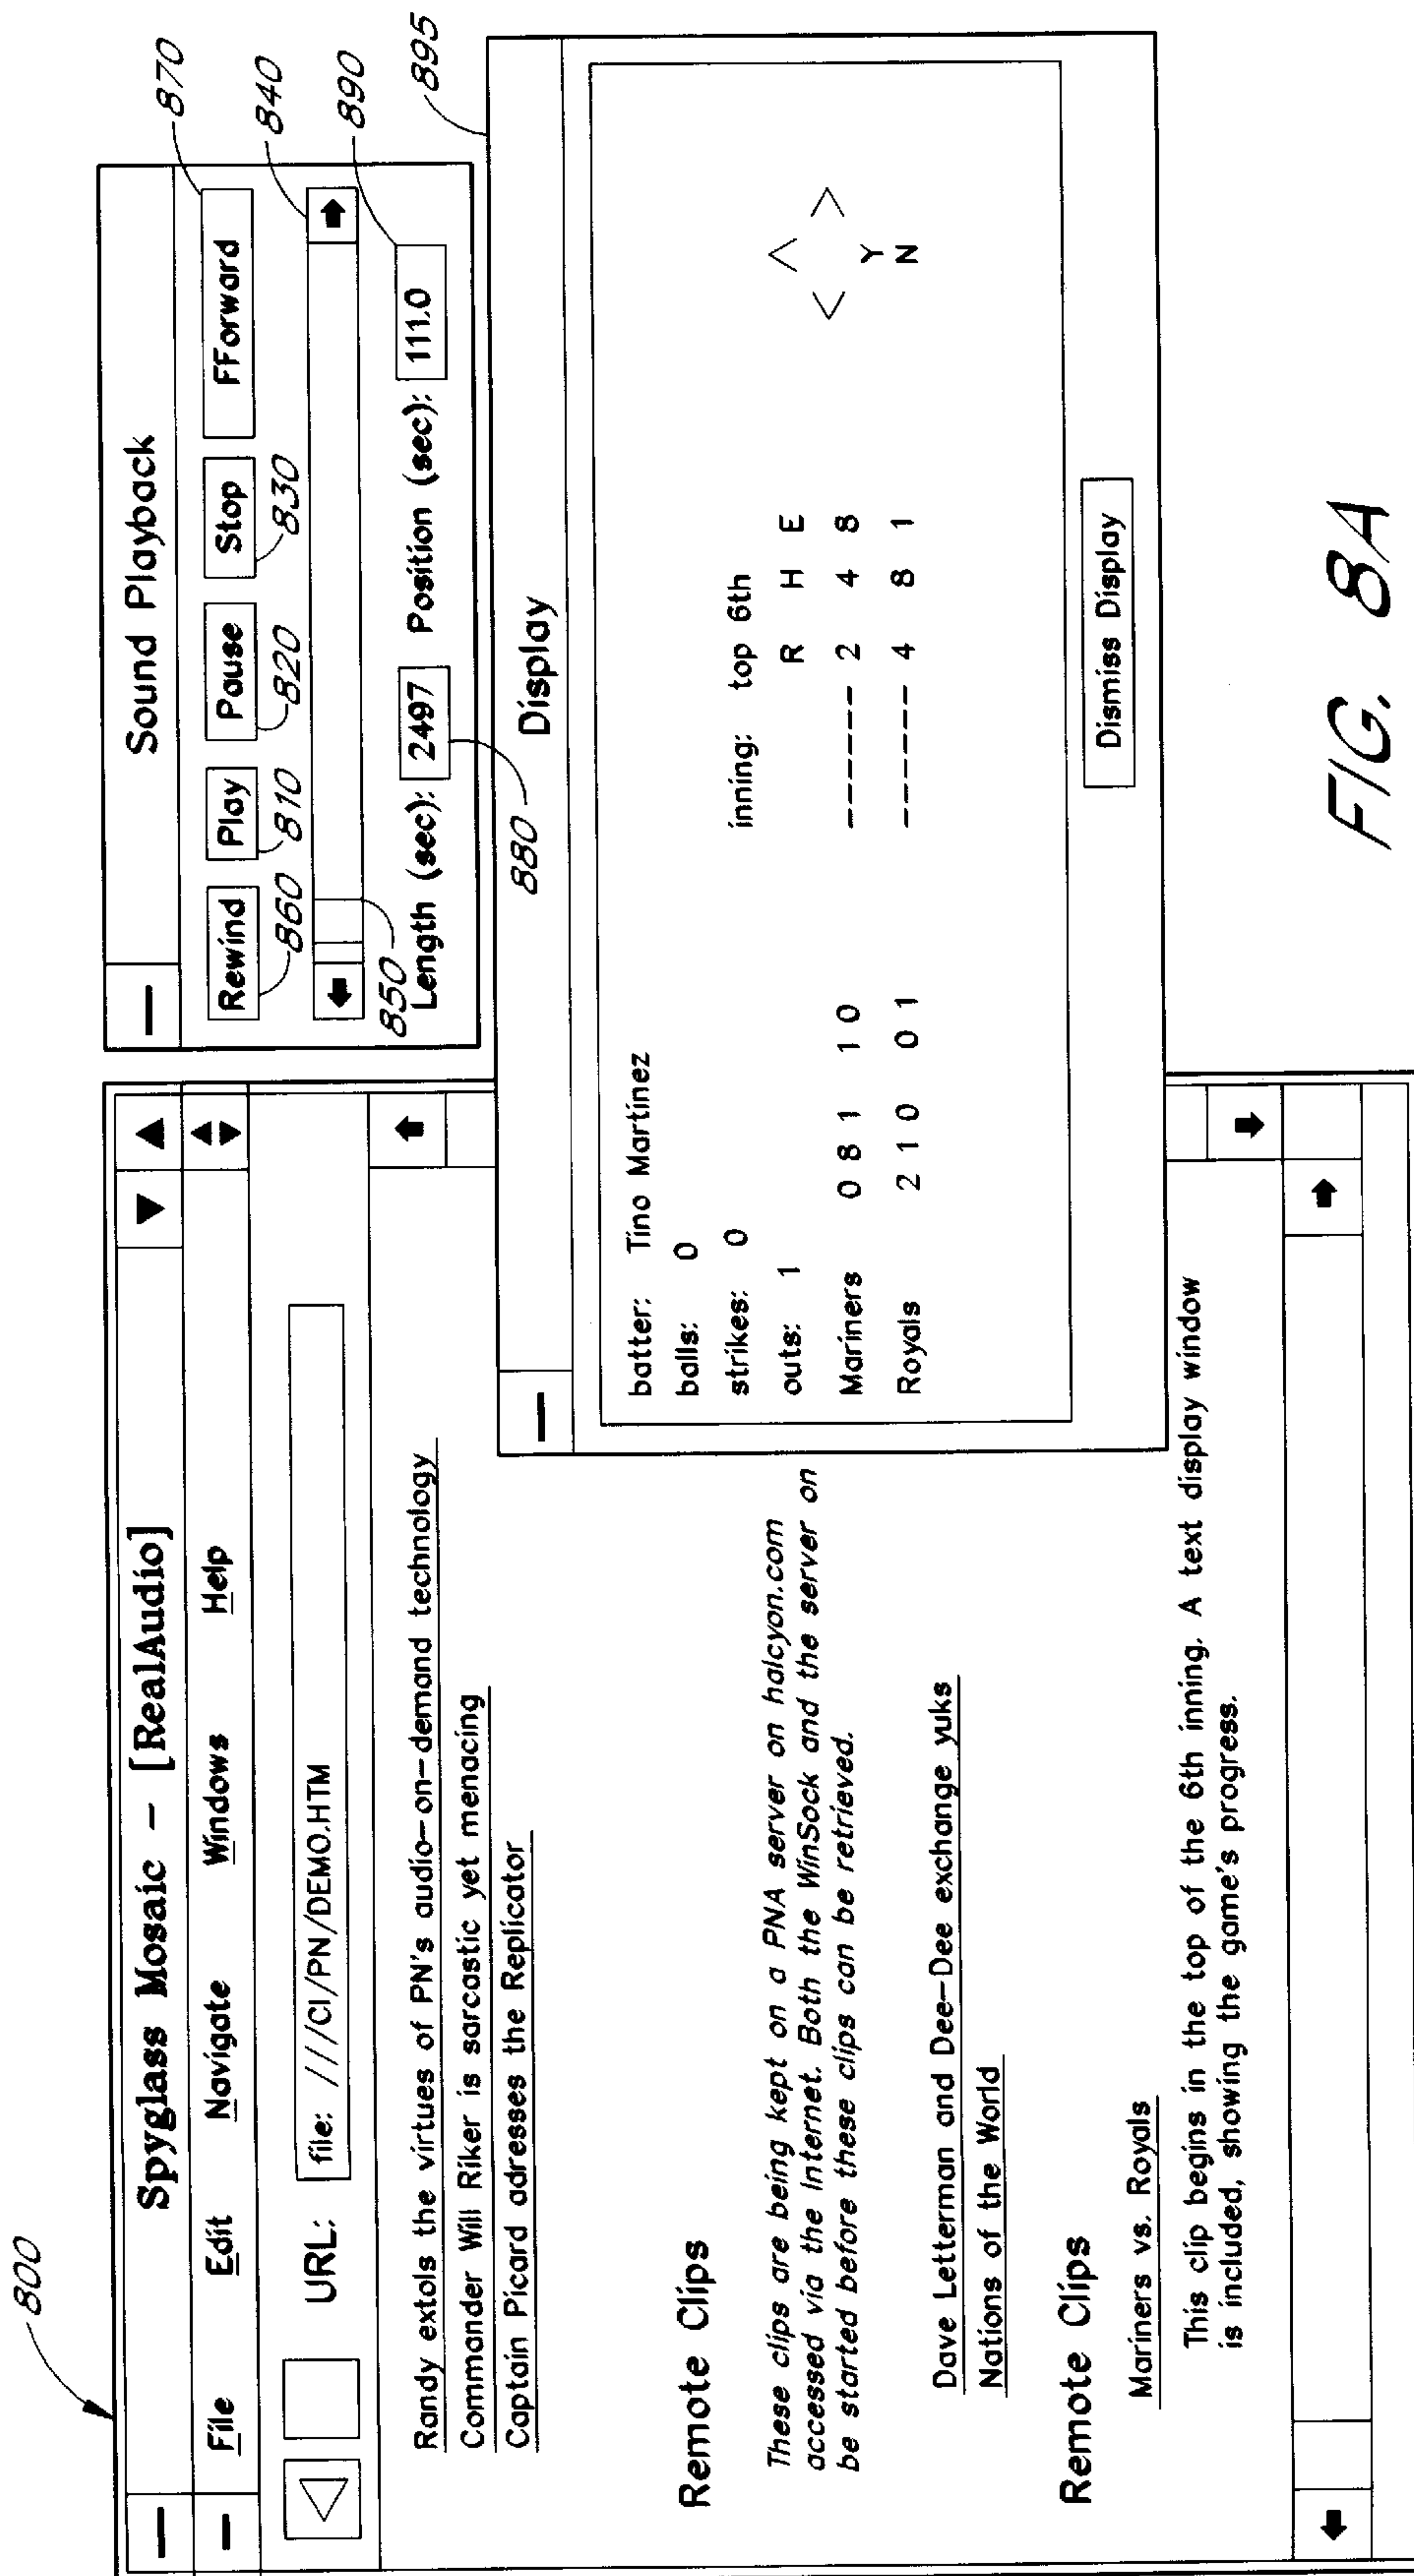 800
Spyglass Mosaic – [RealAudio]
File Edit Navigate Windows Help
URL: file: ///CI/PN/DEMO.HTM
Randy extols the virtues of PN's audio-on-demand technology
Commander Will Riker is sarcastic yet menacing
Captain Picard adresses the Replicator
Remote Clips
These clips are being kept on a PNA server on halcyon.com
accessed via the Internet. Both the WinSock and the server on
be started before these clips can be retrieved.
Dave Letterman and Dee-Dee exchange yuks
Nations of the World
Remote Clips
Mariners vs. Royals
This clip begins in the top of the 6th inning. A text display window
is included, showing the game's progress.
Sound Playback
Rewind Play Pause Stop FForward
860 810 820 830 870
840
850
Length (sec): 2497 Position (sec): 111.0
880 890
Display
895
batter: Tino Martinez
balls: 0
strikes: 0 inning: top 6th
outs: 1 R H E
Mariners 0 8 1 1 0 ------ 2 4 8
Royals 2 1 0 0 1 ------ 4 8 1
< ^ >
Y
N
Dismiss Display
FIG. 8A